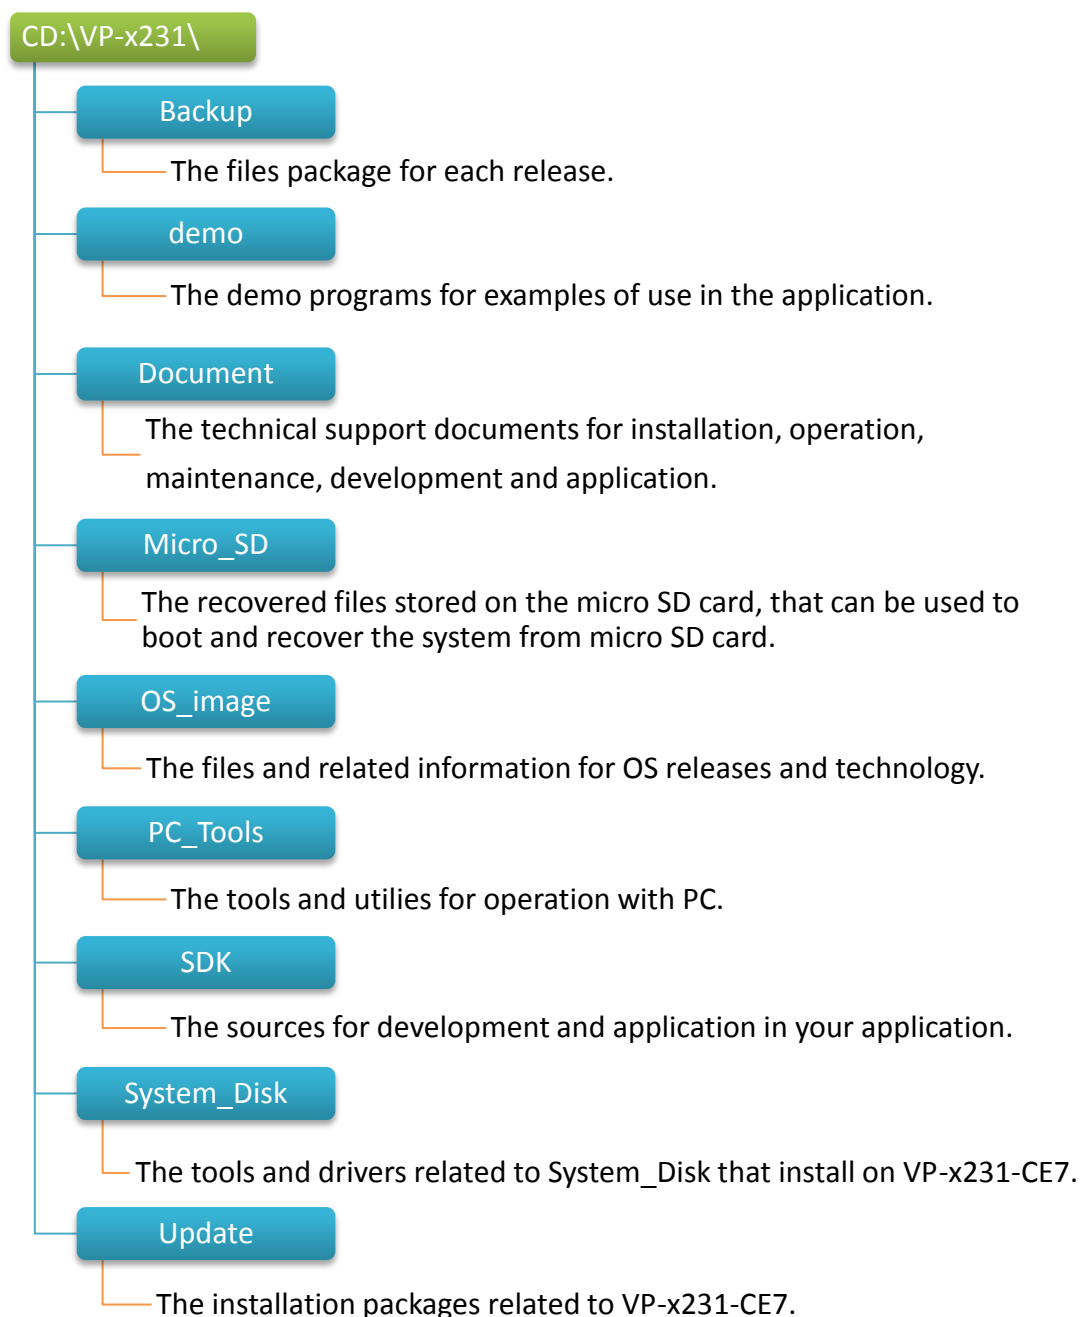 CD:\VP-x231\
Backup
The files package for each release.
demo
The demo programs for examples of use in the application.
Document
The technical support documents for installation, operation,
maintenance, development and application.
Micro_SD
The recovered files stored on the micro SD card, that can be used to
boot and recover the system from micro SD card.
OS_image
The files and related information for OS releases and technology.
PC_Tools
The tools and utilies for operation with PC.
SDK
The sources for development and application in your application.
System_Disk
The tools and drivers related to System_Disk that install on VP-x231-CE7.
Update
The installation packages related to VP-x231-CE7.